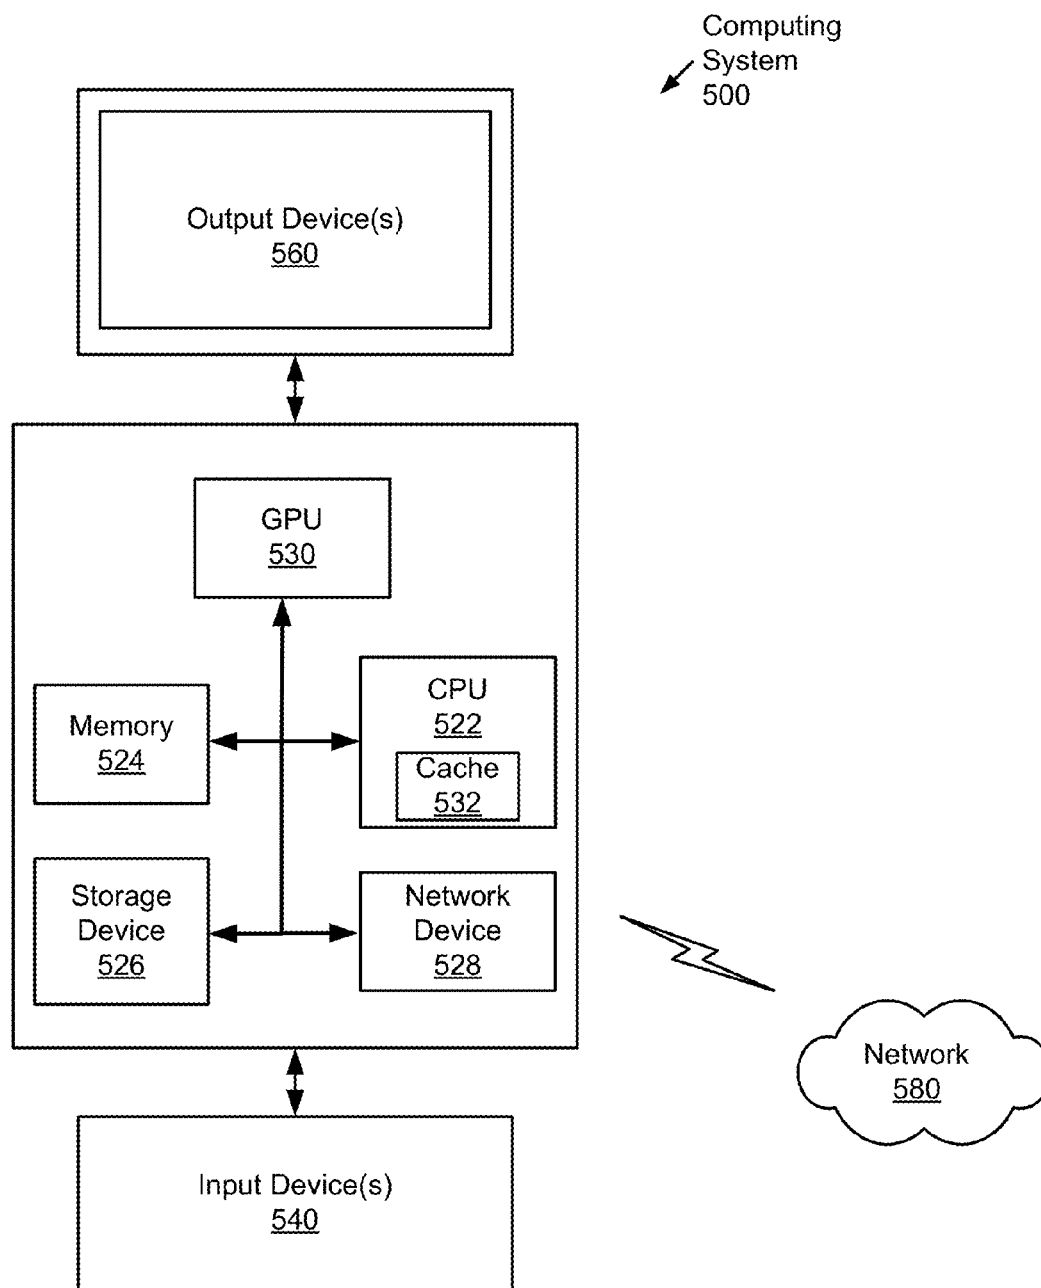 Computing
System
500
Output Device(s)
560
GPU
530
Memory
524
CPU
522
Cache
532
Storage
Device
526
Network
Device
528
Network
580
Input Device(s)
540